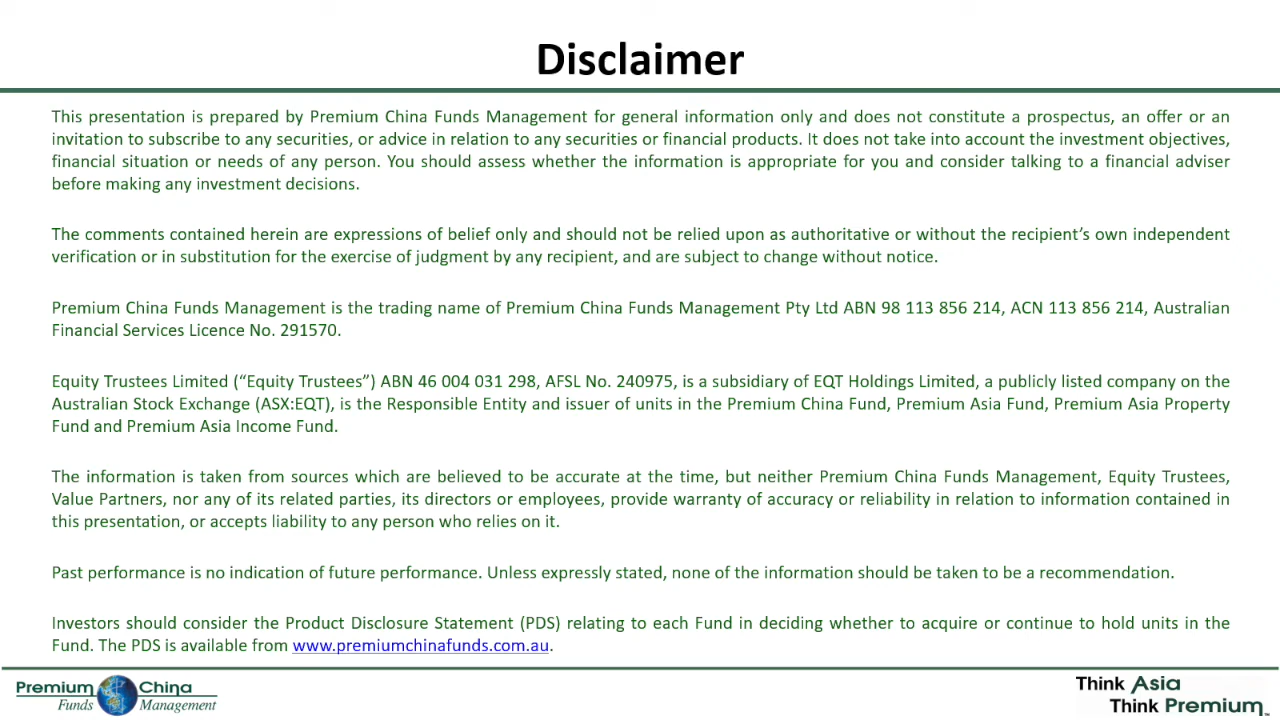 Disclaimer
This presentation is prepared by Premium China Funds Management for general information only and does not constitute a prospectus, an offer or an
invitation to subscribe to any securities, or advice in relation to any securities or financial products. It does not take into account the investment objectives,
financial situation or needs of any person. You should assess whether the information is appropriate for you and consider talking to a financial adviser
before making any investment decisions.
The comments contained herein are expressions of belief only and should not be relied upon as authoritative or without the recipient’s own independent
verification or in substitution for the exercise of judgment by any recipient, and are subject to change without notice.
Premium China Funds Management is the trading name of Premium China Funds Management Pty Ltd ABN 98 113 856 214, ACN 113 856 214, Australian
Financial Services Licence No. 291570.
Equity Trustees Limited (“Equity Trustees”) ABN 46 004 031 298, AFSL No. 240975, is a subsidiary of EQT Holdings Limited, a publicly listed company on the
Australian Stock Exchange (ASX:EQT), is the Responsible Entity and issuer of units in the Premium China Fund, Premium Asia Fund, Premium Asia Property
Fund and Premium Asia Income Fund.
The information is taken from sources which are believed to be accurate at the time, but neither Premium China Funds Management, Equity Trustees,
Value Partners, nor any of its related parties, its directors or employees, provide warranty of accuracy or reliability in relation to information contained in
this presentation, or accepts liability to any person who relies on it.
Past performance is no indication of future performance. Unless expressly stated, none of the information should be taken to be a recommendation.
Investors should consider the Product Disclosure Statement (PDS) relating to each Fund in deciding whether to acquire or continue to hold units in the
Fund. The PDS is available from www.premiumchinafunds.com.au.
Premium China
Funds Management
Think Asia
Think Premium™